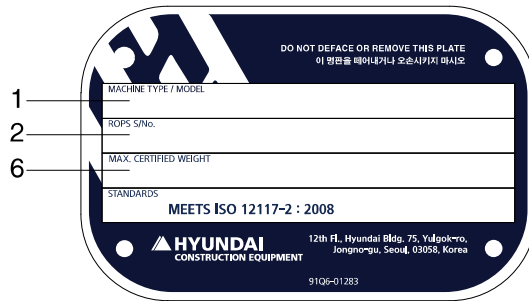 DO NOT DEFACE OR REMOVE THIS PLATE
이 명판을 떼어내거나 오손시키지 마시오
1
MACHINE TYPE / MODEL
2
ROPS S/No.
6
MAX. CERTIFIED WEIGHT
STANDARDS
MEETS ISO 12117-2 : 2008
HYUNDAI
CONSTRUCTION EQUIPMENT
12th Fl., Hyundai Bldg. 75, Yulgok-ro,
Jongno-gu, Seoul, 03058, Korea
91Q6-01283